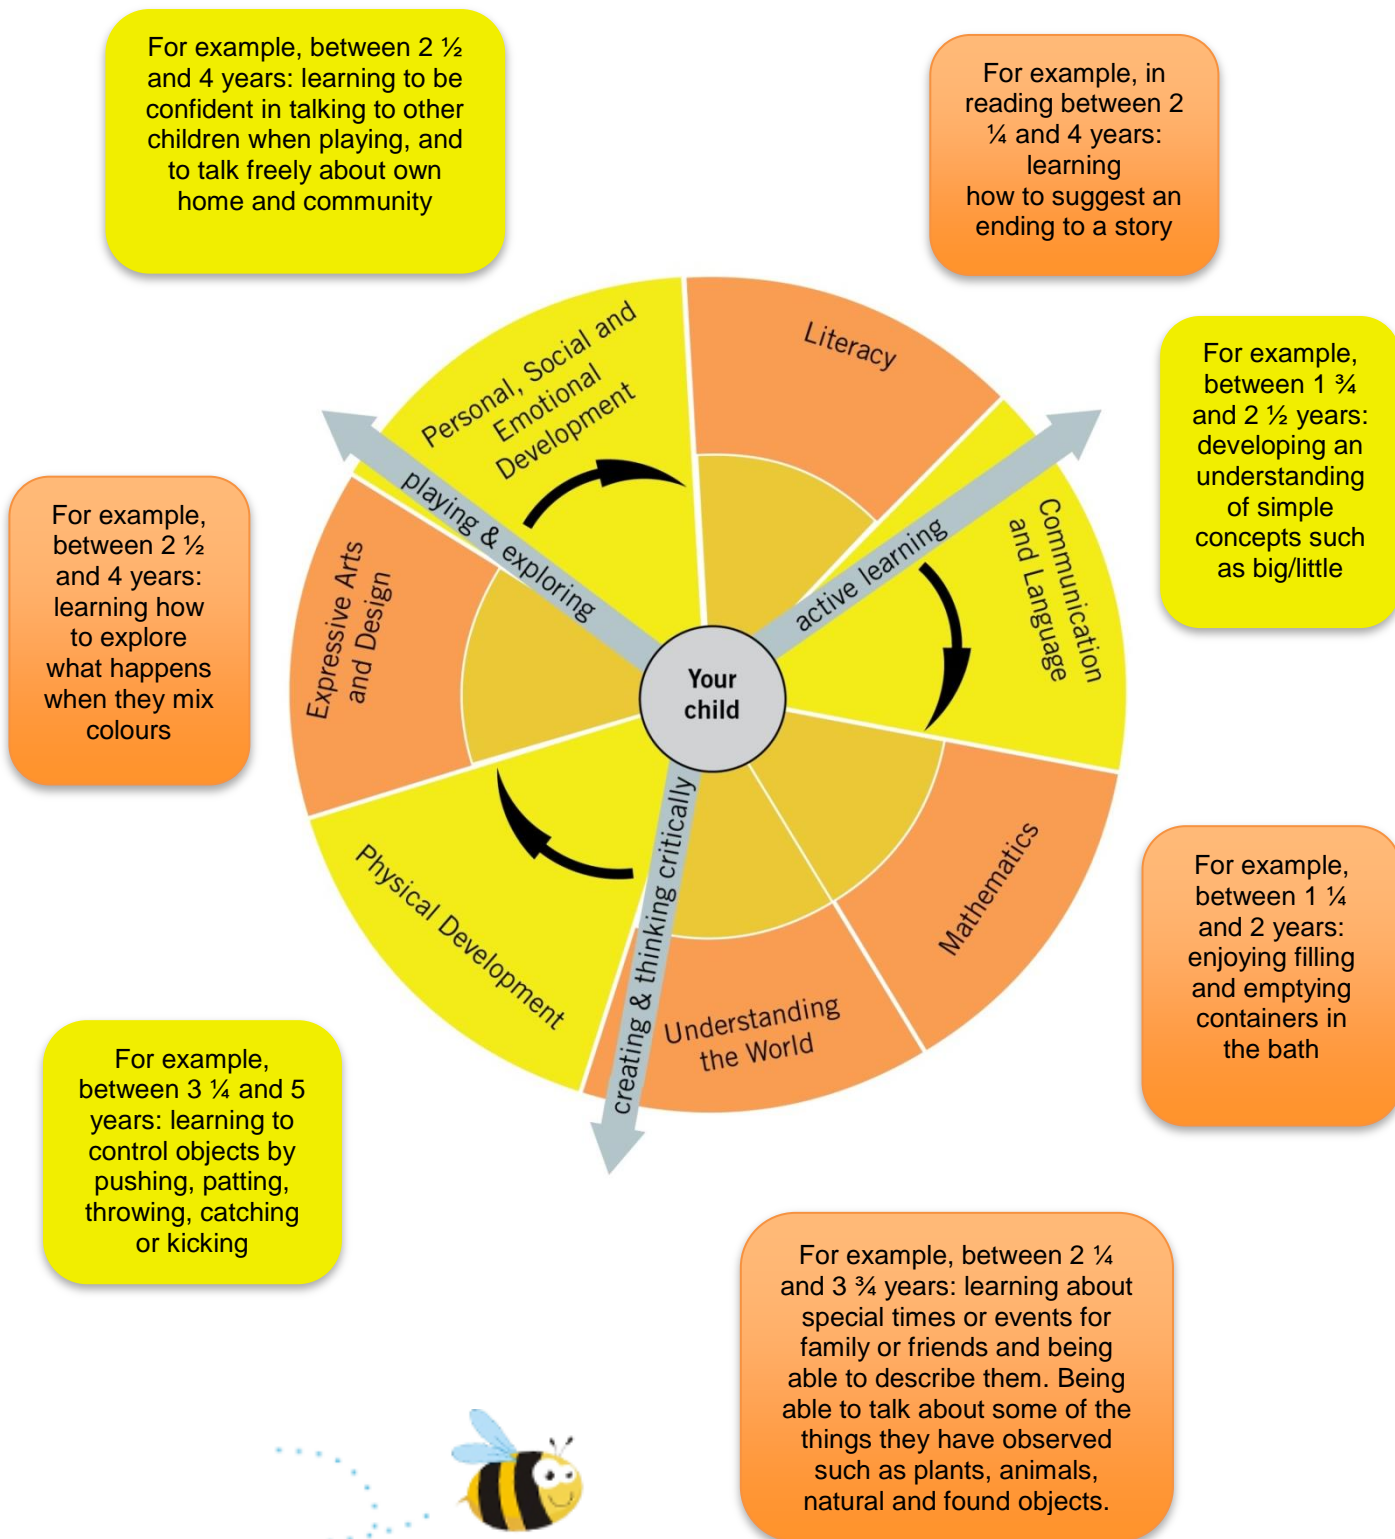 For example, between 2 ½
and 4 years: learning to be
confident in talking to other
children when playing, and
to talk freely about own
home and community
For example, in
reading between 2
¼ and 4 years:
learning
how to suggest an
ending to a story
For example,
between 1 ¾
and 2 ½ years:
developing an
understanding
of simple
concepts such
as big/little
For example,
between 2 ½
and 4 years:
learning how
to explore
what happens
when they mix
colours
Personal, Social and
Emotional
Development
Literacy
Communication
and Language
Expressive Arts
and Design
playing & exploring
active learning
Your
child
creating & thinking critically
Physical Development
Mathematics
Understanding
the World
For example,
between 1 ¼
and 2 years:
enjoying filling
and emptying
containers in
the bath
For example,
between 3 ¼ and 5
years: learning to
control objects by
pushing, patting,
throwing, catching
or kicking
For example, between 2 ¼
and 3 ¾ years: learning about
special times or events for
family or friends and being
able to describe them. Being
able to talk about some of the
things they have observed
such as plants, animals,
natural and found objects.